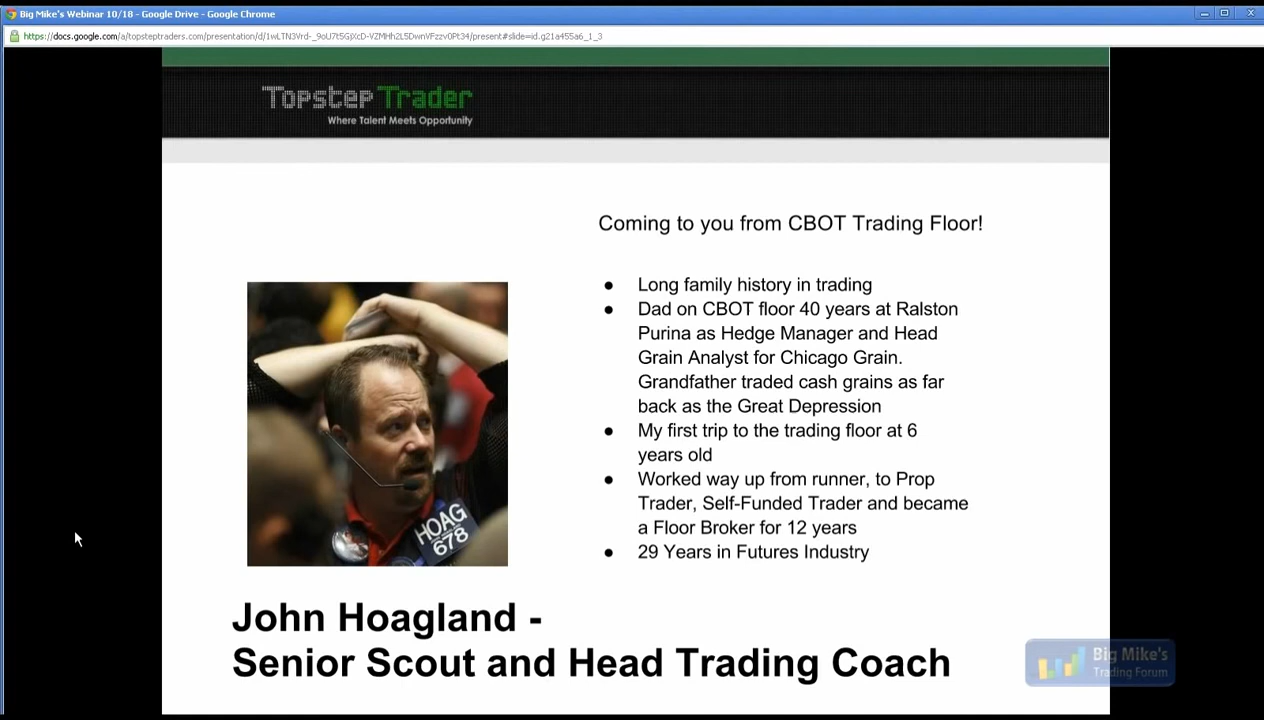 Big Mike's Webinar 10/18 - Google Drive - Google Chrome
Topstep Trader
Where Talent Meets Opportunity
Coming to you from CBOT Trading Floor!
● Long family history in trading
● Dad on CBOT floor 40 years at Ralston
Purina as Hedge Manager and Head
Grain Analyst for Chicago Grain.
Grandfather traded cash grains as far
back as the Great Depression
● My first trip to the trading floor at 6
years old
● Worked way up from runner, to Prop
Trader, Self-Funded Trader and became
a Floor Broker for 12 years
● 29 Years in Futures Industry
HOAG
678
John Hoagland -
Senior Scout and Head Trading Coach
Big Mike's
Trading Forum